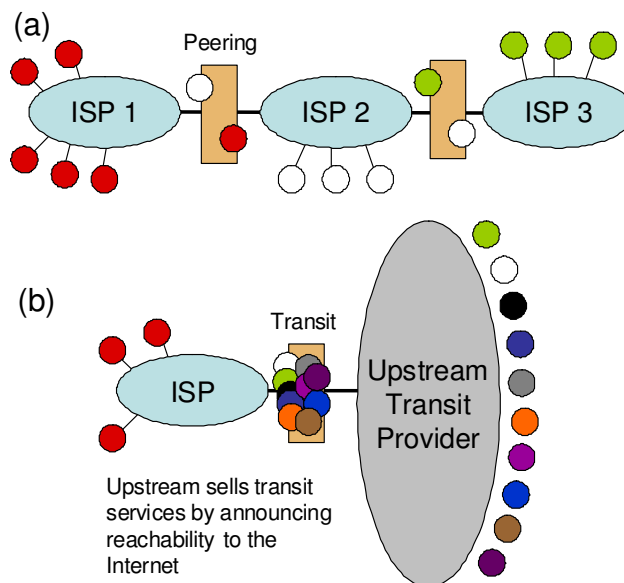 (a)
Peering
ISP 1
ISP 2
ISP 3
(b)
Transit
ISP
Upstream
Transit
Provider
Upstream sells transit
services by announcing
reachability to the
Internet